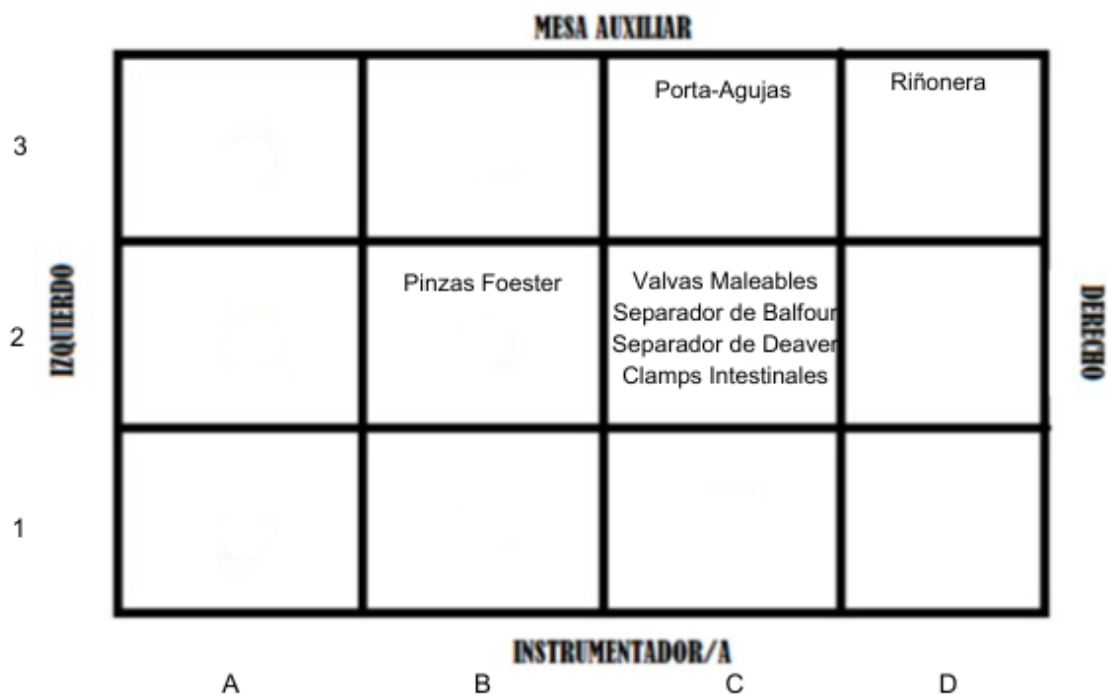 MESA AUXILIAR
Porta-Agujas
Riñonera
3
IZQUIERDO
2
Pinzas Foester
Valvas Maleables
Separador de Balfour
Separador de Deaver
Clamps Intestinales
DERECHO
1
INSTRUMENTADOR/A
A
B
C
D